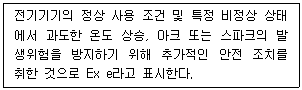 전기기기의 정상 사용 조건 및 특정 비정상 상태
에서 과도한 온도 상승, 아크 또는 스파크의 발
생위험을 방지하기 위해 추가적인 안전 조치를
취한 것으로 Ex e라고 표시한다.